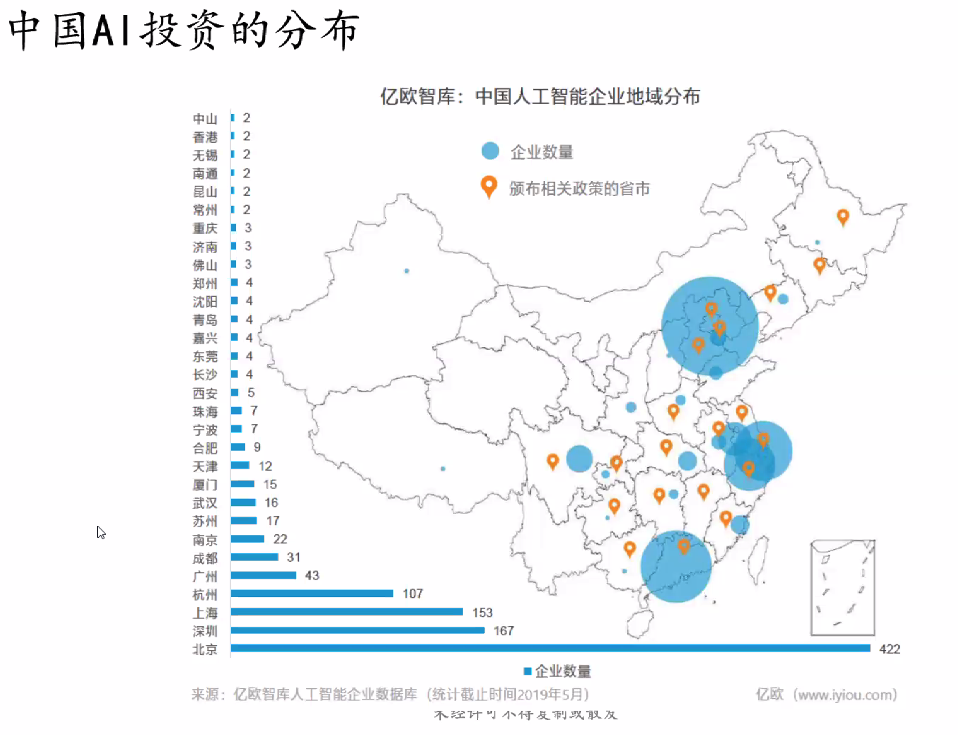 中国AI投资的分布
亿欧智库：中国人工智能企业地域分布
企业数量
颁布相关政策的省市
中山 2
香港 2
无锡 2
南通 2
昆山 2
常州 2
重庆 3
济南 3
佛山 3
郑州 4
沈阳 4
青岛 4
嘉兴 4
东莞 4
长沙 4
西安 5
珠海 7
宁波 7
合肥 9
天津 12
厦门 15
武汉 16
苏州 17
南京 22
成都 31
广州 43
杭州 107
上海 153
深圳 167
北京 422
企业数量
来源：亿欧智库人工智能企业数据库（统计截止时间2019年5月） 亿欧（www.iyiou.com）
未经许可不得复制或散发